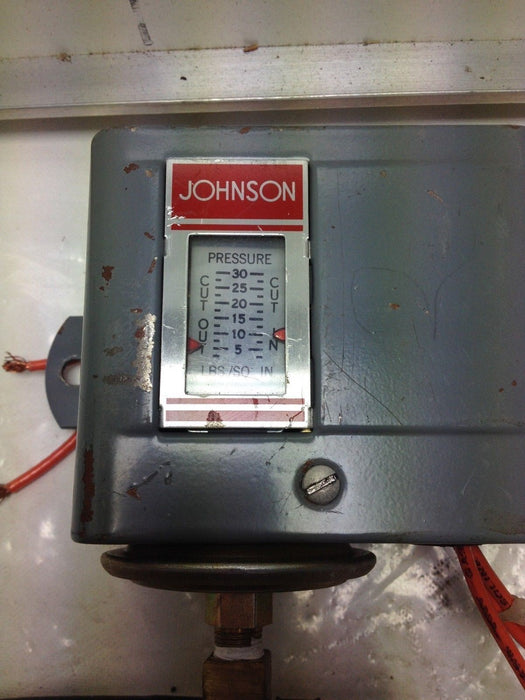 JOHNSON
PRESSURE
30
25
20
15
10
5
CUT OUT
CUT IN
LBS/SQ IN